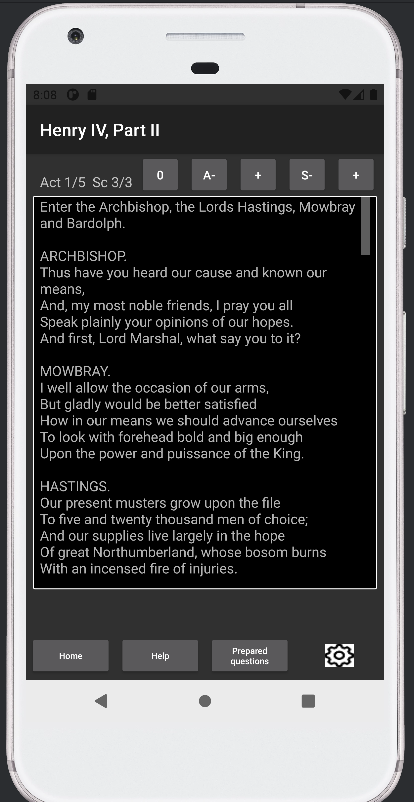 8:08
Henry IV, Part II
Act 1/5 Sc 3/3 0 A- + S- +
Enter the Archbishop, the Lords Hastings, Mowbray
and Bardolph.
ARCHBISHOP.
Thus have you heard our cause and known our
means,
And, my most noble friends, I pray you all
Speak plainly your opinions of our hopes.
And first, Lord Marshal, what say you to it?
MOWBRAY.
I well allow the occasion of our arms,
But gladly would be better satisfied
How in our means we should advance ourselves
To look with forehead bold and big enough
Upon the power and puissance of the King.
HASTINGS.
Our present musters grow upon the file
To five and twenty thousand men of choice;
And our supplies live largely in the hope
Of great Northumberland, whose bosom burns
With an incensed fire of injuries.
Home
Help
Prepared
questions